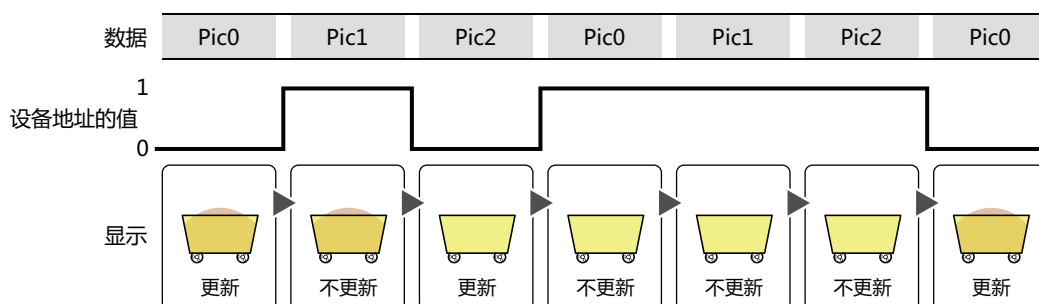 数据 Pic0 Pic1 Pic2 Pic0 Pic1 Pic2 Pic0
1
设备地址的值
0
显示
更新 不更新 更新 不更新 不更新 不更新 更新